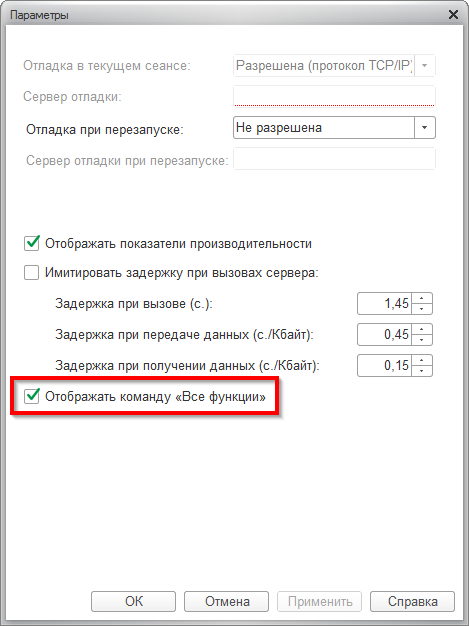 Параметры
Отладка в текущем сеансе: Разрешена (протокол TCP/IP)
Сервер отладки:
Отладка при перезапуске: Не разрешена
Сервер отладки при перезапуске:
Отображать показатели производительности
Имитировать задержку при вызовах сервера:
Задержка при вызове (с.): 1,45
Задержка при передаче данных (с./Кбайт): 0,45
Задержка при получении данных (с./Кбайт): 0,15
Отображать команду «Все функции»
ОК Отмена Применить Справка